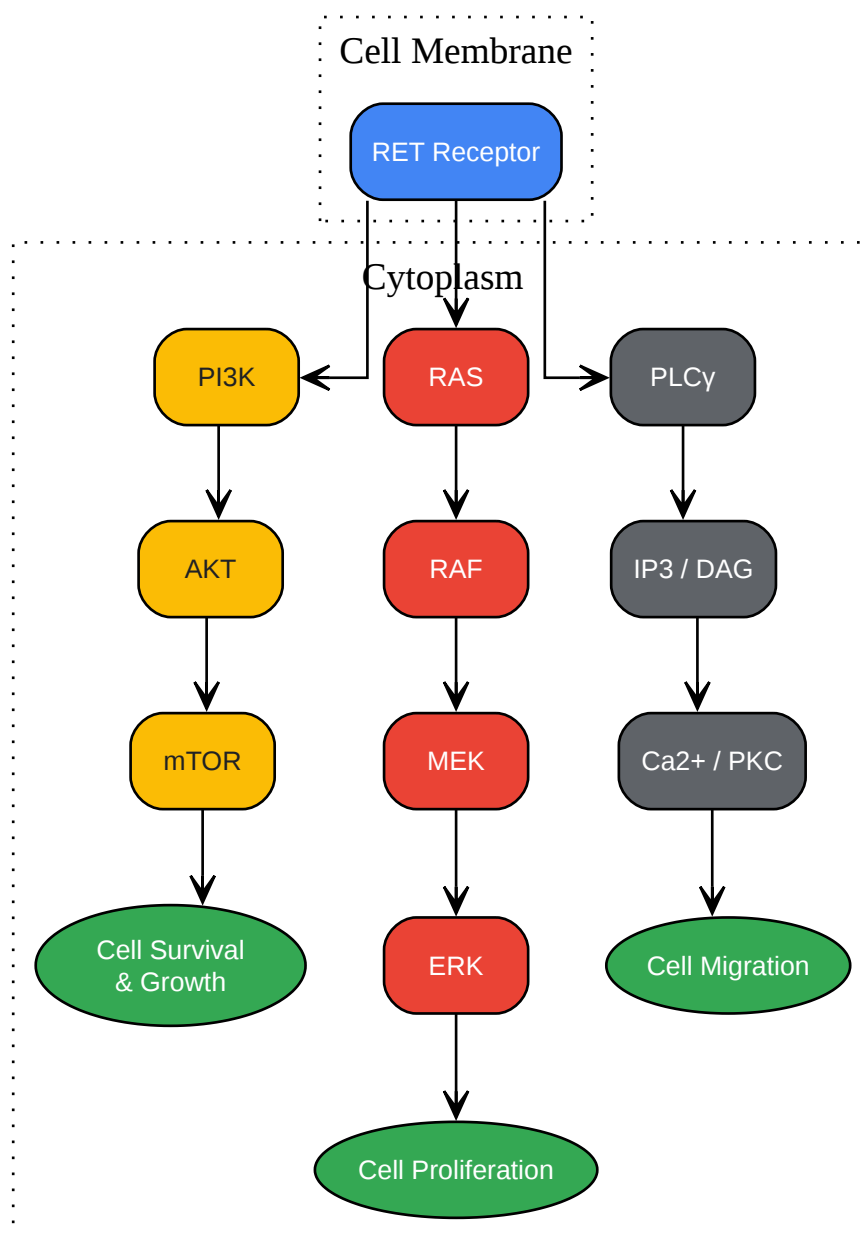 Cell Membrane
RET Receptor
Cytoplasm
PI3K
RAS
PLCγ
AKT
RAF
IP3 / DAG
mTOR
MEK
Ca2+ / PKC
Cell Survival
& Growth
ERK
Cell Migration
Cell Proliferation